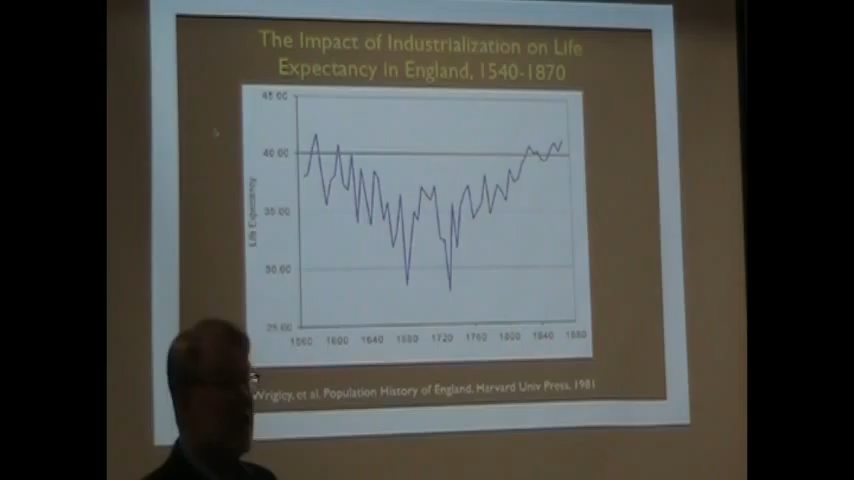 The Impact of Industrialization on Life
Expectancy in England, 1540-1870
45.00
40.00
35.00
30.00
25.00
Life Expectancy
1560 1600 1640 1680 1720 1760 1800 1840 1880
Wrigley, et al. Population History of England, Harvard Univ Press, 1981